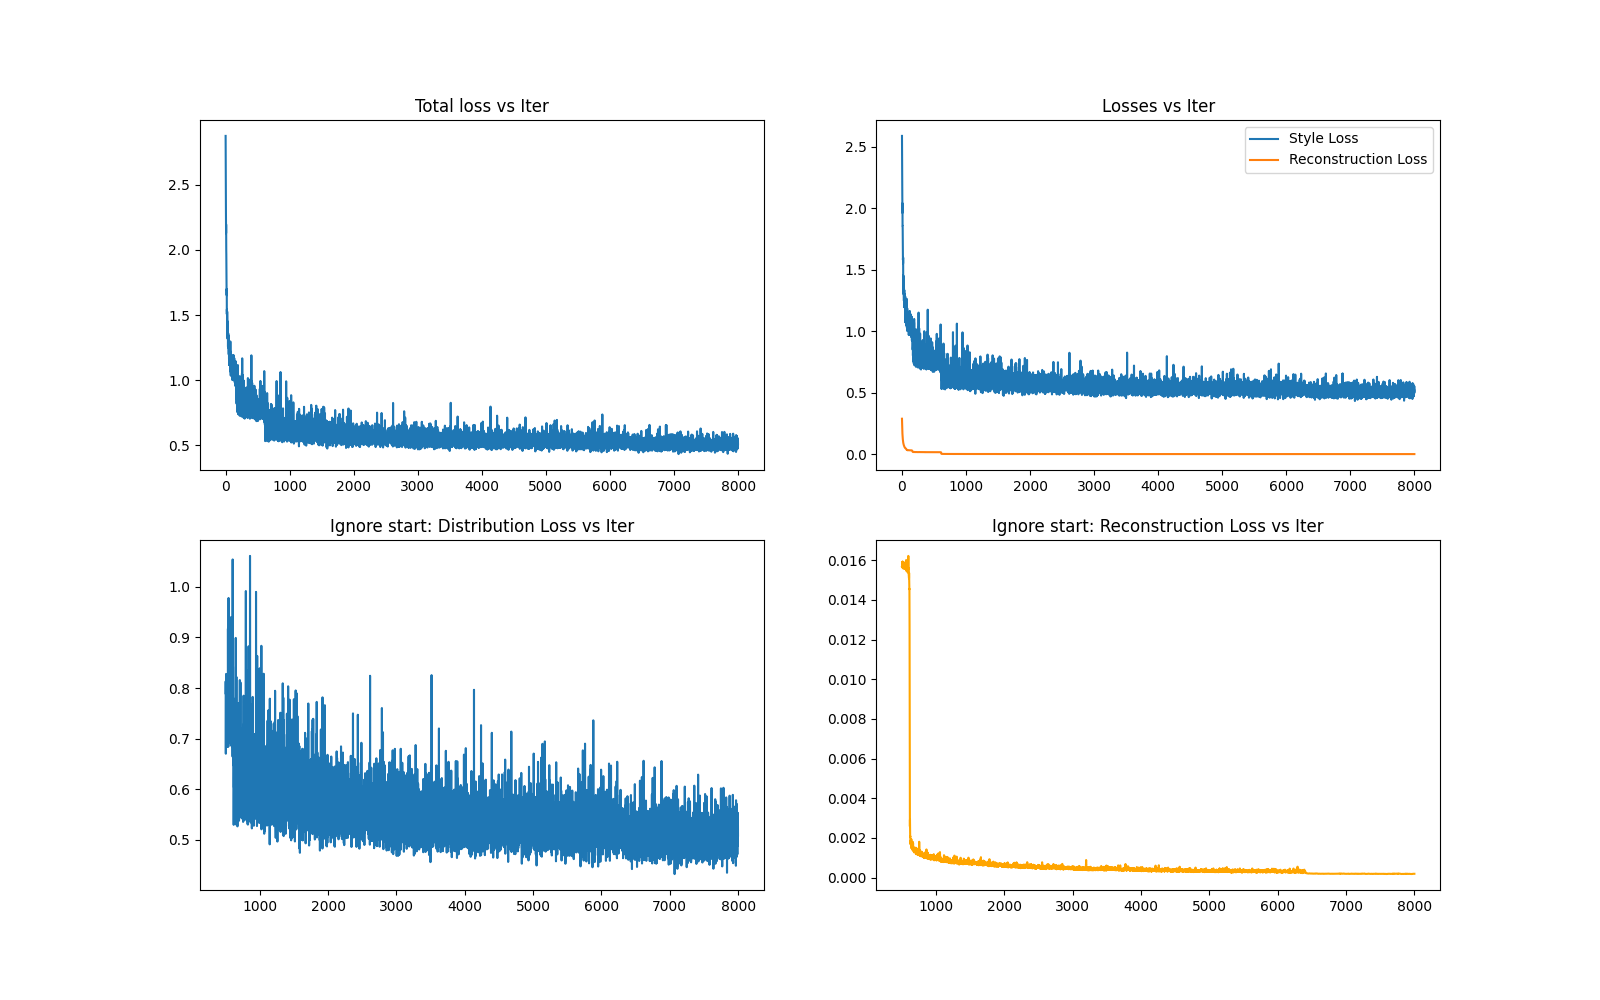 Total loss vs Iter
2.5
2.0
1.5
1.0
0.5
0 1000 2000 3000 4000 5000 6000 7000 8000
Losses vs Iter
Style Loss
Reconstruction Loss
2.5
2.0
1.5
1.0
0.5
0.0
0 1000 2000 3000 4000 5000 6000 7000 8000
Ignore start: Distribution Loss vs Iter
1.0
0.9
0.8
0.7
0.6
0.5
1000 2000 3000 4000 5000 6000 7000 8000
Ignore start: Reconstruction Loss vs Iter
0.016
0.014
0.012
0.010
0.008
0.006
0.004
0.002
0.000
1000 2000 3000 4000 5000 6000 7000 8000